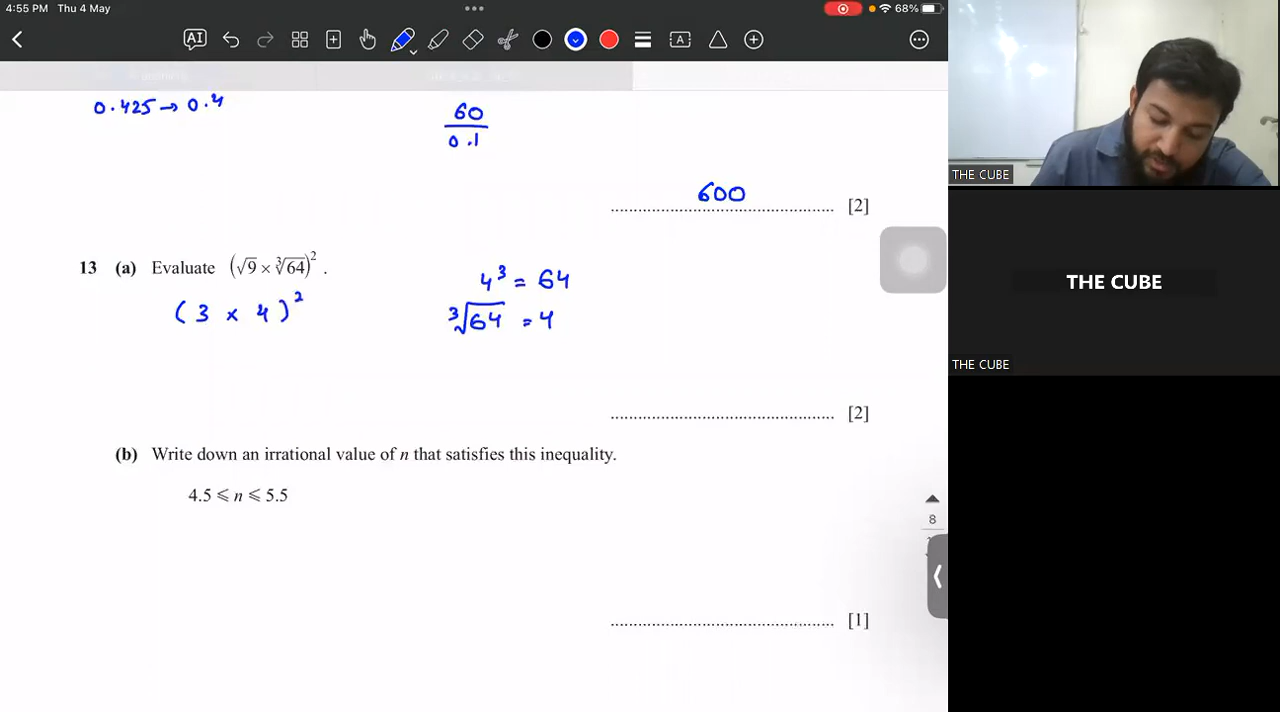 4:55 PM Thu 4 May
68%
AI
A
0.425 → 0.4
60
0.1
600
[2]
13 (a) Evaluate (√9 × ∛64)² .
4³ = 64
(3 × 4)²
∛64 = 4
[2]
(b) Write down an irrational value of n that satisfies this inequality.
4.5 ⩽ n ⩽ 5.5
[1]
8
THE CUBE
THE CUBE
THE CUBE